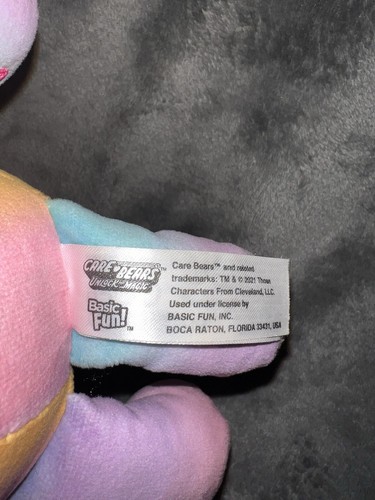 CARE BEARS™
UNLOCK THE MAGIC™
Basic
Fun!™
Care Bears™ and related
trademarks: TM & © 2021 Those
Characters From Cleveland, LLC.
Used under license by
BASIC FUN, INC.
BOCA RATON, FLORIDA 33431, USA